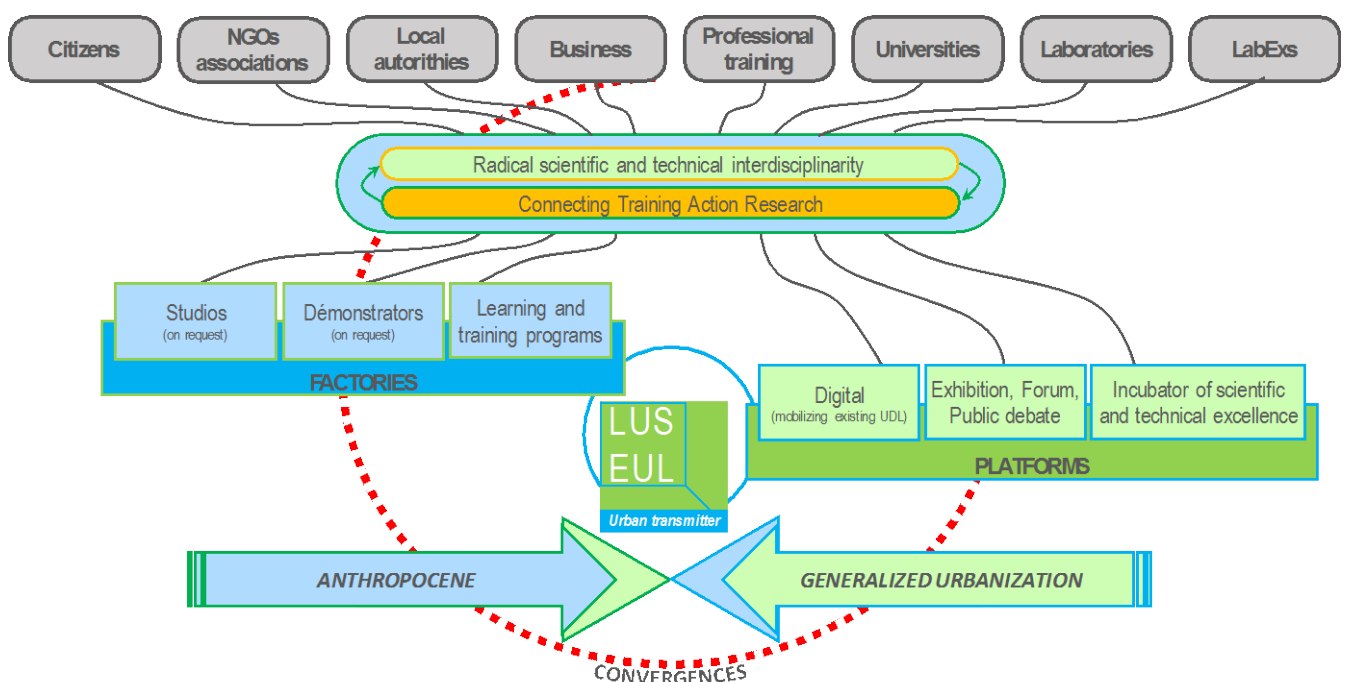 Citizens
NGOs
associations
Local
autorithies
Business
Professional
training
Universities
Laboratories
LabExs
Radical scientific and technical interdisciplinarity
Connecting Training Action Research
Studios
(on request)
Démonstrators
(on request)
Learning and
training programs
FACTORIES
Digital
(mobilizing existing UDL)
Exhibition, Forum,
Public debate
Incubator of scientific
and technical excellence
PLATFORMS
LUS
EUL
Urban transmitter
ANTHROPOCENE
GENERALIZED URBANIZATION
CONVERGENCES